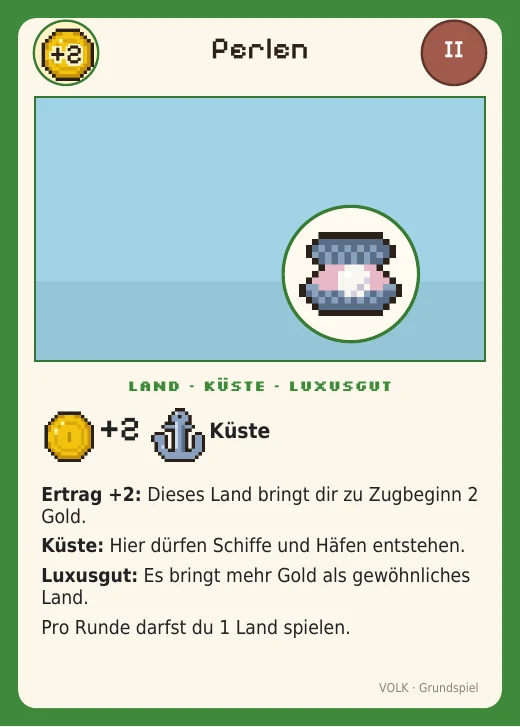 +2
Perlen
II
LAND · KÜSTE · LUXUSGUT
+2 Küste
Ertrag +2: Dieses Land bringt dir zu Zugbeginn 2
Gold.
Küste: Hier dürfen Schiffe und Häfen entstehen.
Luxusgut: Es bringt mehr Gold als gewöhnliches
Land.
Pro Runde darfst du 1 Land spielen.
VOLK · Grundspiel